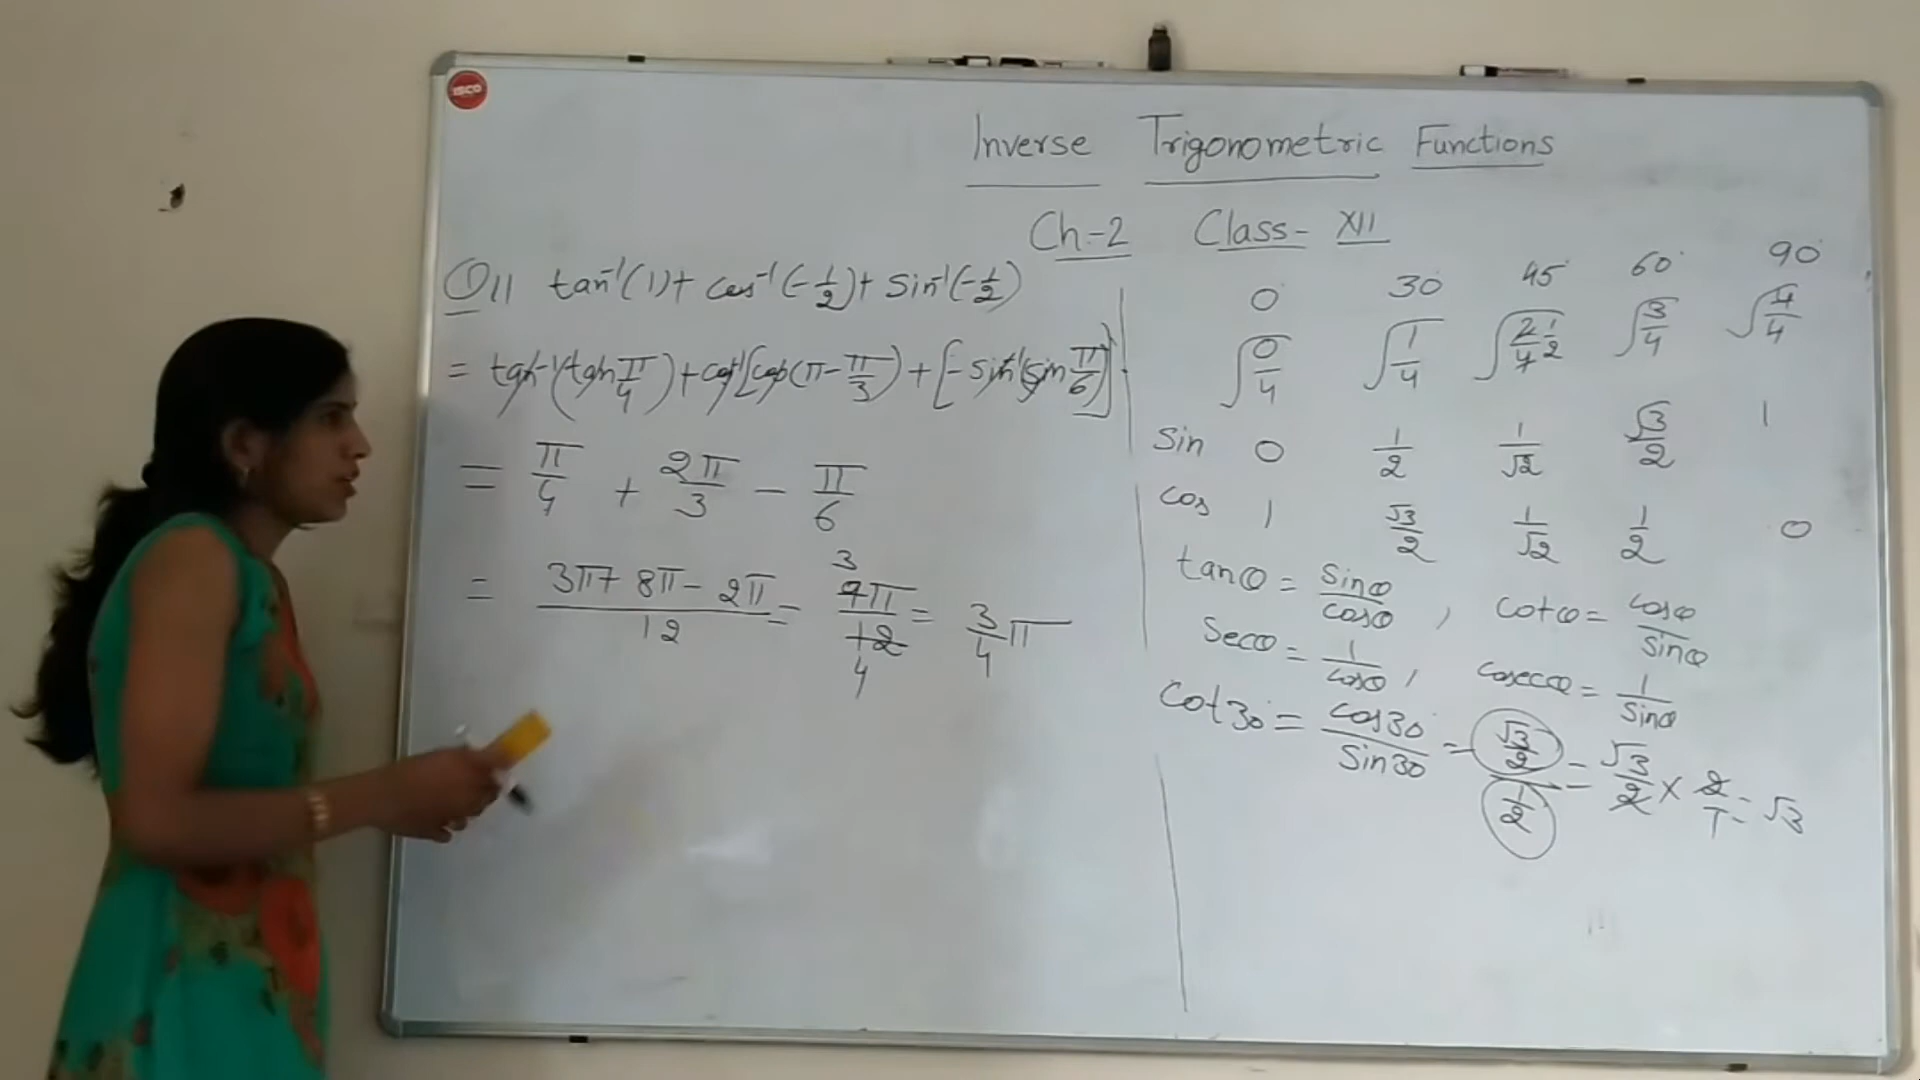 ISCO
Inverse Trigonometric Functions
Ch-2 Class- XII
Q11 tan⁻¹(1)+ cos⁻¹(-1/2)+ sin⁻¹(-1/2)
= tan⁻¹(tan π/4)+cos⁻¹[cos(π-π/3)+[-sin⁻¹(sin π/6)]
= π/4 + 2π/3 - π/6
= 3π+8π-2π/12 = 9π/12 = 3/4 π
3
4
0 30° 45° 60° 90°
√0/4 √1/4 √2/4 1/2 √3/4 √4/4
sin 0 1/2 1/√2 √3/2 1
cos 1 √3/2 1/√2 1/2 0
tanθ = sinθ/cosθ , cotθ = cosθ/sinθ
secθ = 1/cosθ , cosecθ = 1/sinθ
cot30° = cos30°/sin30 = √3/2 / 1/2 = √3/2 × 2/1 = √3